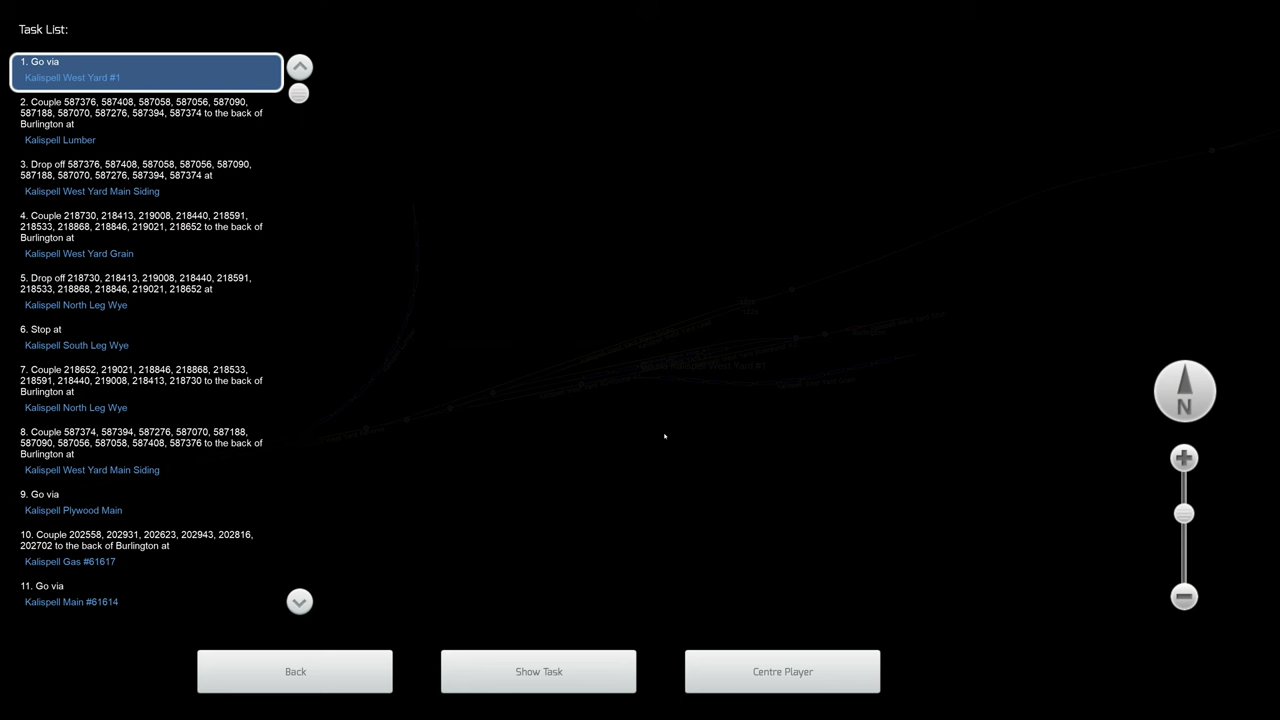 Task List:
1. Go via
Kalispell West Yard #1
2. Couple 587376, 587408, 587058, 587056, 587090,
587188, 587070, 587276, 587394, 587374 to the back of
Burlington at
Kalispell Lumber
3. Drop off 587376, 587408, 587058, 587056, 587090,
587188, 587070, 587276, 587394, 587374 at
Kalispell West Yard Main Siding
4. Couple 218730, 218413, 219008, 218440, 218591,
218533, 218868, 218846, 219021, 218652 to the back of
Burlington at
Kalispell West Yard Grain
5. Drop off 218730, 218413, 219008, 218440, 218591,
218533, 218868, 218846, 219021, 218652 at
Kalispell North Leg Wye
6. Stop at
Kalispell South Leg Wye
7. Couple 218652, 219021, 218846, 218868, 218533,
218591, 218440, 219008, 218413, 218730 to the back of
Burlington at
Kalispell North Leg Wye
8. Couple 587374, 587394, 587276, 587070, 587188,
587090, 587056, 587058, 587408, 587376 to the back of
Burlington at
Kalispell West Yard Main Siding
9. Go via
Kalispell Plywood Main
10. Couple 202558, 202931, 202623, 202943, 202816,
202702 to the back of Burlington at
Kalispell Gas #61617
11. Go via
Kalispell Main #61614
N
Back
Show Task
Centre Player